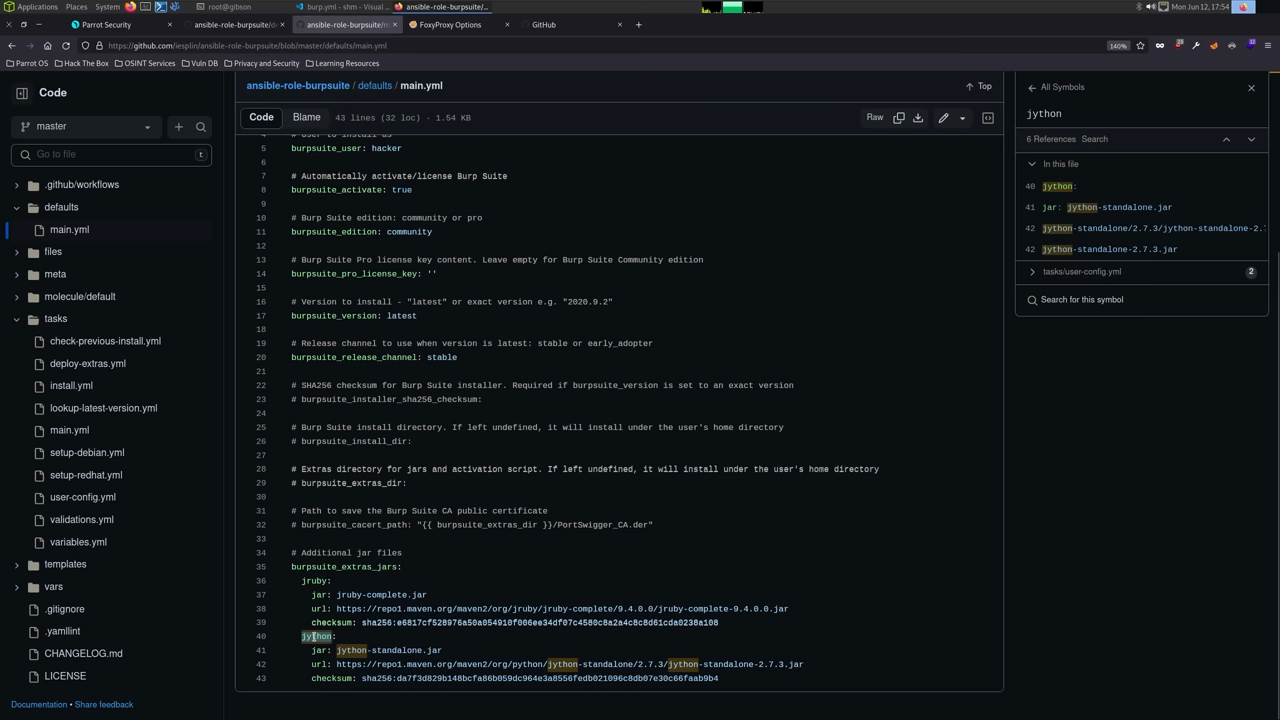 Applications Places System root@gibson burp.yml - shm - Visual... ansible-role-burpsuite/... Mon Jun 12, 17:54
Parrot Security × ansible-role-burpsuite/de ansible-role-burpsuite/m × FoxyProxy Options × GitHub ×
https://github.com/iesplin/ansible-role-burpsuite/blob/master/defaults/main.yml 140%
Parrot OS Hack The Box OSINT Services Vuln DB Privacy and Security Learning Resources
Code
master
Go to file t
.github/workflows
defaults
main.yml
files
meta
molecule/default
tasks
check-previous-install.yml
deploy-extras.yml
install.yml
lookup-latest-version.yml
main.yml
setup-debian.yml
setup-redhat.yml
user-config.yml
validations.yml
variables.yml
templates
vars
.gitignore
.yamllint
CHANGELOG.md
LICENSE
Documentation • Share feedback
ansible-role-burpsuite / defaults / main.yml Top
Code Blame 43 lines (32 loc) · 1.54 KB Raw
4 # User to install as
5 burpsuite_user: hacker
6
7 # Automatically activate/license Burp Suite
8 burpsuite_activate: true
9
10 # Burp Suite edition: community or pro
11 burpsuite_edition: community
12
13 # Burp Suite Pro license key content. Leave empty for Burp Suite Community edition
14 burpsuite_pro_license_key: ''
15
16 # Version to install - "latest" or exact version e.g. "2020.9.2"
17 burpsuite_version: latest
18
19 # Release channel to use when version is latest: stable or early_adopter
20 burpsuite_release_channel: stable
21
22 # SHA256 checksum for Burp Suite installer. Required if burpsuite_version is set to an exact version
23 # burpsuite_installer_sha256_checksum:
24
25 # Burp Suite install directory. If left undefined, it will install under the user's home directory
26 # burpsuite_install_dir:
27
28 # Extras directory for jars and activation script. If left undefined, it will install under the user's home directory
29 # burpsuite_extras_dir:
30
31 # Path to save the Burp Suite CA public certificate
32 # burpsuite_cacert_path: "{{ burpsuite_extras_dir }}/PortSwigger_CA.der"
33
34 # Additional jar files
35 burpsuite_extras_jars:
36 jruby:
37 jar: jruby-complete.jar
38 url: https://repo1.maven.org/maven2/org/jruby/jruby-complete/9.4.0.0/jruby-complete-9.4.0.0.jar
39 checksum: sha256:e6817cf528976a50a054910f006ee34df07c4580c8a2a4c8c8d61cda0238a108
40 jython:
41 jar: jython-standalone.jar
42 url: https://repo1.maven.org/maven2/org/python/jython-standalone/2.7.3/jython-standalone-2.7.3.jar
43 checksum: sha256:da7f3d829b148bcfa86b059dc964e3a8556fedb021096c8db07e30c66faab9b4
All Symbols
jython
6 References Search
In this file
40 jython:
41 jar: jython-standalone.jar
42 jython-standalone/2.7.3/jython-standalone-2.7
42 jython-standalone-2.7.3.jar
tasks/user-config.yml 2
Search for this symbol